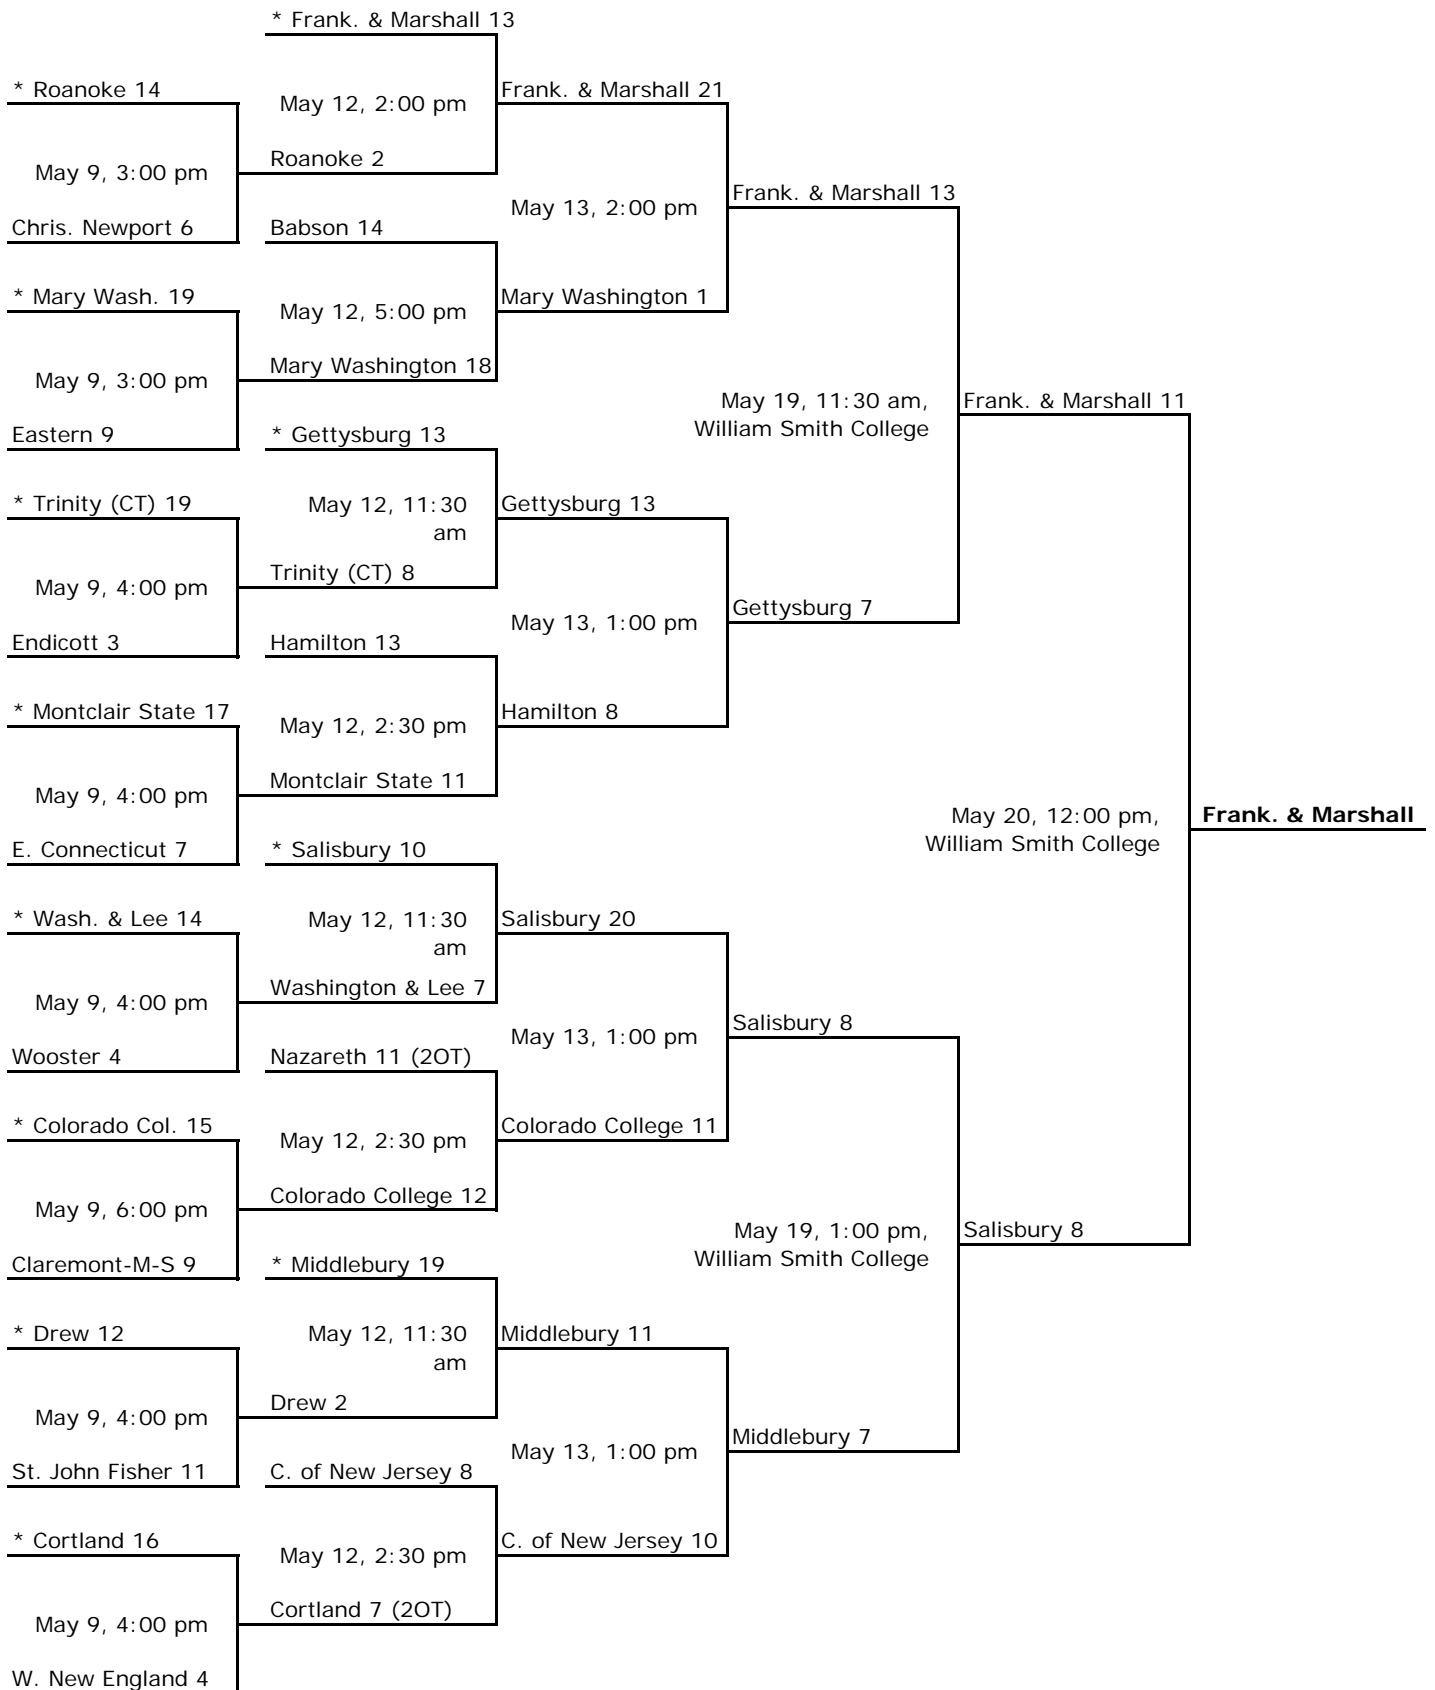 * Frank. & Marshall 13
* Roanoke 14
May 12, 2:00 pm
Frank. & Marshall 21
Roanoke 2
May 9, 3:00 pm
Frank. & Marshall 13
May 13, 2:00 pm
Chris. Newport 6
Babson 14
* Mary Wash. 19
May 12, 5:00 pm
Mary Washington 1
Mary Washington 18
May 9, 3:00 pm
May 19, 11:30 am,
William Smith College
Frank. & Marshall 11
Eastern 9
* Gettysburg 13
* Trinity (CT) 19
May 12, 11:30
am
Gettysburg 13
Trinity (CT) 8
May 9, 4:00 pm
Gettysburg 7
May 13, 1:00 pm
Endicott 3
Hamilton 13
* Montclair State 17
May 12, 2:30 pm
Hamilton 8
Montclair State 11
May 9, 4:00 pm
May 20, 12:00 pm,
William Smith College
Frank. & Marshall
E. Connecticut 7
* Salisbury 10
* Wash. & Lee 14
May 12, 11:30
am
Salisbury 20
Washington & Lee 7
May 9, 4:00 pm
Salisbury 8
May 13, 1:00 pm
Wooster 4
Nazareth 11 (2OT)
* Colorado Col. 15
May 12, 2:30 pm
Colorado College 11
Colorado College 12
May 9, 6:00 pm
May 19, 1:00 pm,
William Smith College
Salisbury 8
Claremont-M-S 9
* Middlebury 19
* Drew 12
May 12, 11:30
am
Middlebury 11
Drew 2
May 9, 4:00 pm
Middlebury 7
May 13, 1:00 pm
St. John Fisher 11
C. of New Jersey 8
* Cortland 16
May 12, 2:30 pm
C. of New Jersey 10
Cortland 7 (2OT)
May 9, 4:00 pm
W. New England 4